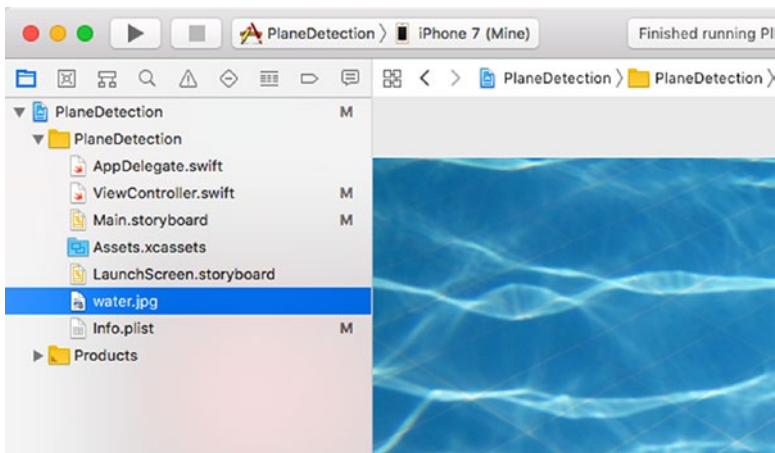 PlaneDetection 〉 iPhone 7 (Mine)
Finished running Pl
PlaneDetection 〉 PlaneDetection 〉
PlaneDetection M
PlaneDetection
AppDelegate.swift
ViewController.swift M
Main.storyboard M
Assets.xcassets
LaunchScreen.storyboard
water.jpg
Info.plist M
Products